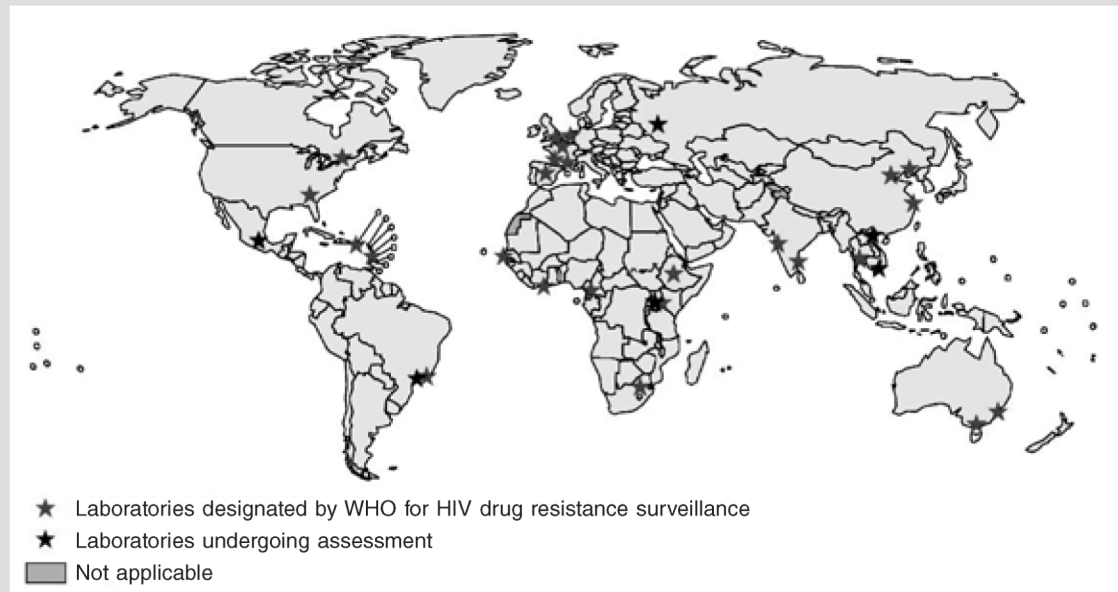 Laboratories designated by WHO for HIV drug resistance surveillance
Laboratories undergoing assessment
Not applicable